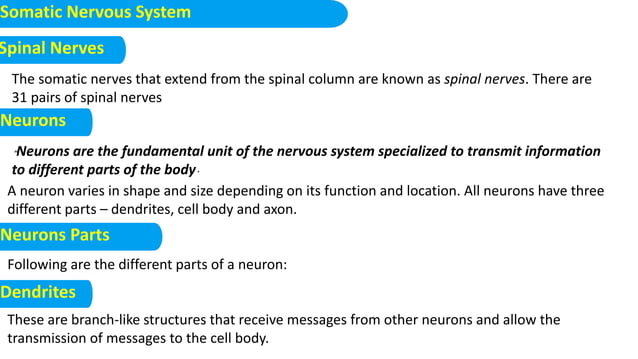 Somatic Nervous System
Spinal Nerves
The somatic nerves that extend from the spinal column are known as spinal nerves. There are
31 pairs of spinal nerves
Neurons
“Neurons are the fundamental unit of the nervous system specialized to transmit information
to different parts of the body.”
A neuron varies in shape and size depending on its function and location. All neurons have three
different parts – dendrites, cell body and axon.
Neurons Parts
Following are the different parts of a neuron:
Dendrites
These are branch-like structures that receive messages from other neurons and allow the
transmission of messages to the cell body.